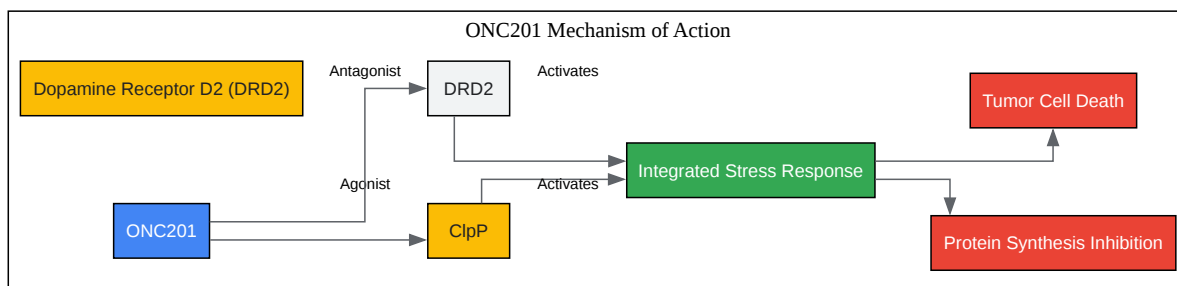 ONC201 Mechanism of Action
Dopamine Receptor D2 (DRD2)
Antagonist
DRD2
Activates
Tumor Cell Death
Integrated Stress Response
Agonist
Activates
ONC201
ClpP
Protein Synthesis Inhibition